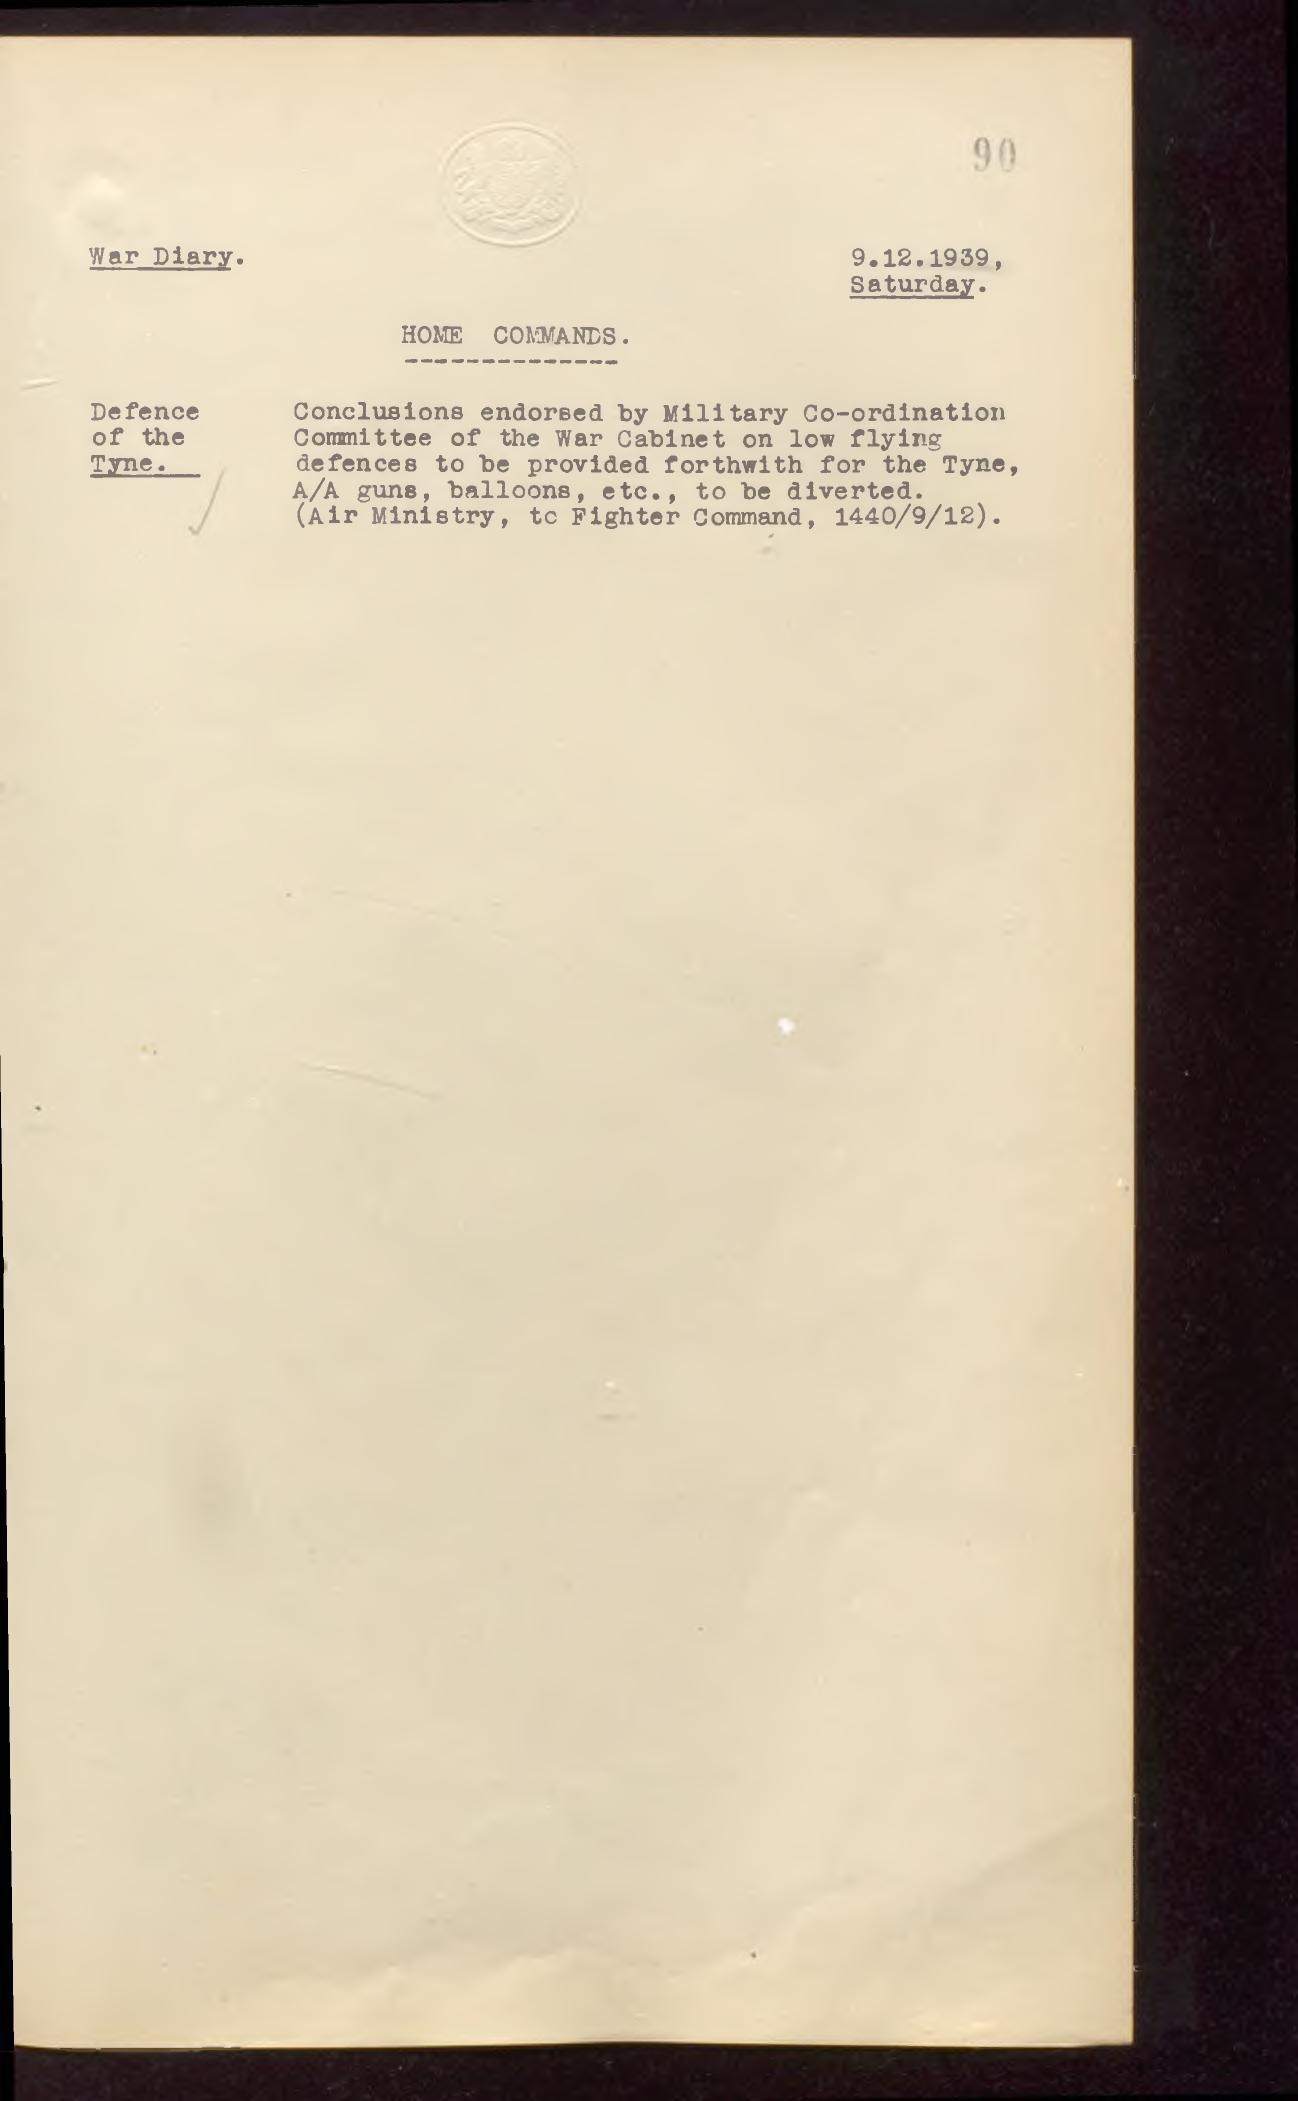 90
War Diary.
9.12.1939,
Saturday.
HOME COMMANDS.
--------------
Defence
of the
Tyne.
Conclusions endorsed by Military Co-ordination
Committee of the War Cabinet on low flying
defences to be provided forthwith for the Tyne,
A/A guns, balloons, etc., to be diverted.
(Air Ministry, to Fighter Command, 1440/9/12).